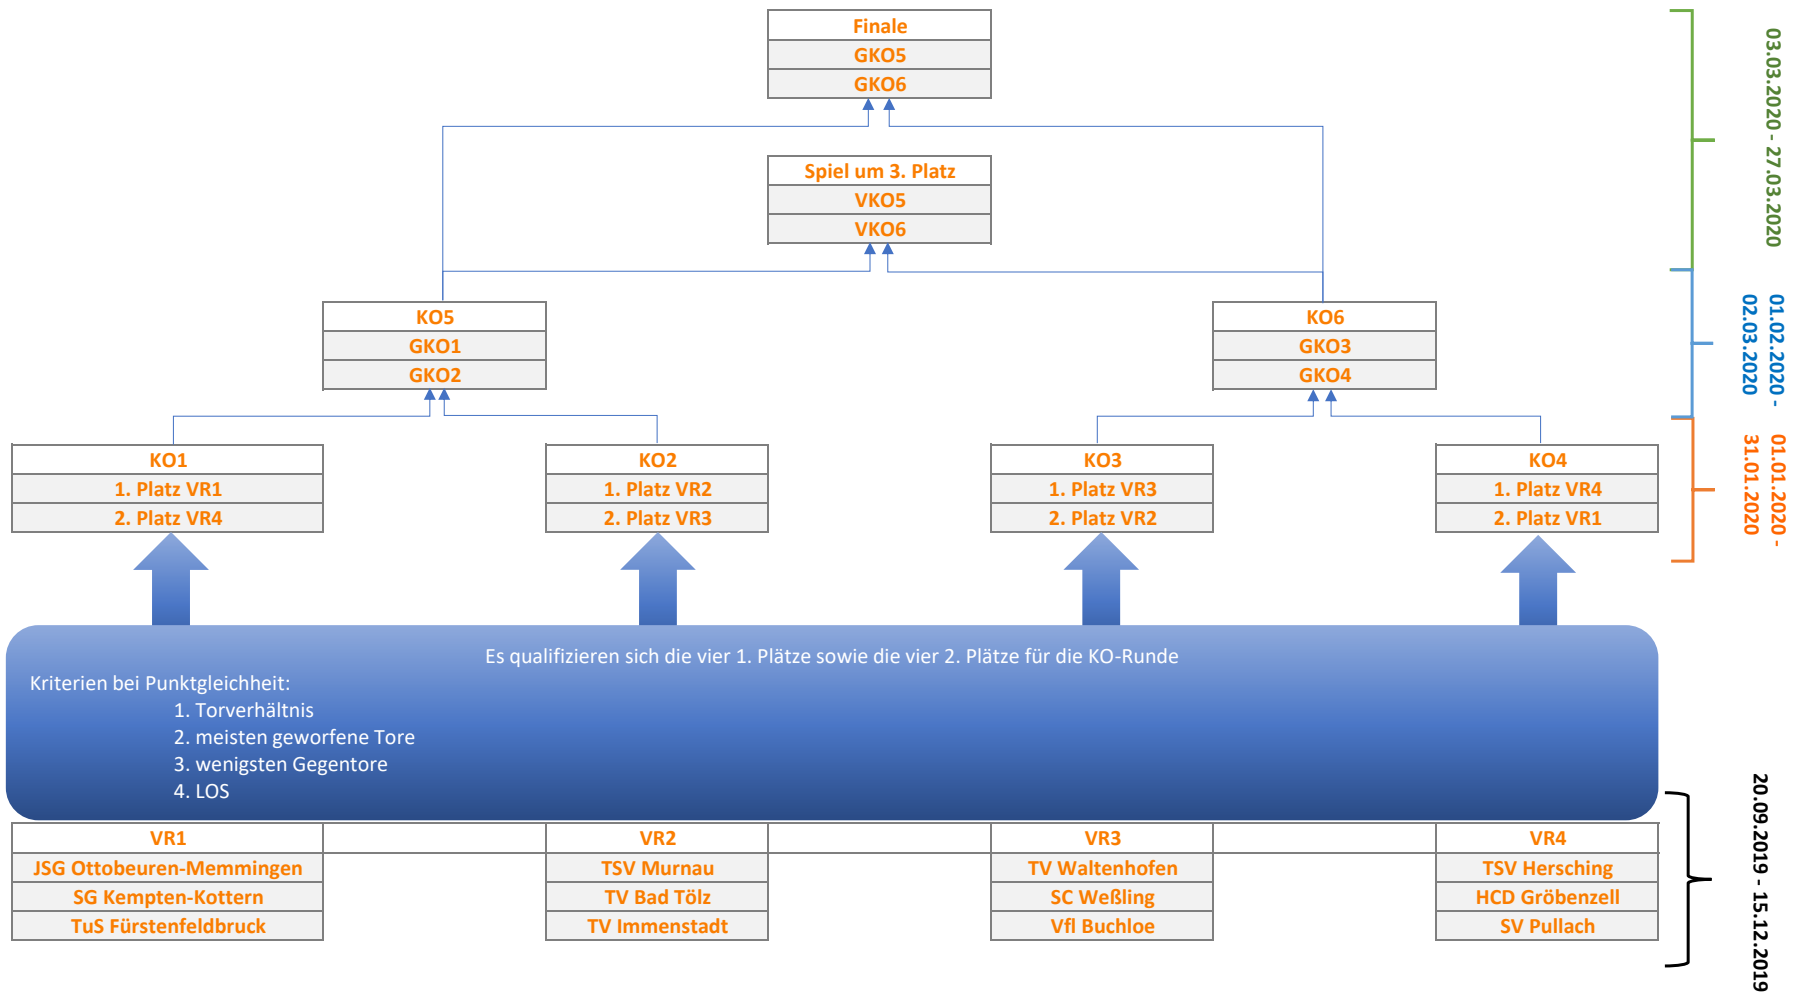 Finale
GKO5
GKO6
03.03.2020 - 27.03.2020
Spiel um 3. Platz
VKO5
VKO6
KO5
GKO1
GKO2
KO6
GKO3
GKO4
01.02.2020 -
02.03.2020
KO1
1. Platz VR1
2. Platz VR4
KO2
1. Platz VR2
2. Platz VR3
KO3
1. Platz VR3
2. Platz VR2
KO4
1. Platz VR4
2. Platz VR1
01.01.2020 -
31.01.2020
Es qualifizieren sich die vier 1. Plätze sowie die vier 2. Plätze für die KO-Runde
Kriterien bei Punktgleichheit:
1. Torverhältnis
2. meisten geworfene Tore
3. wenigsten Gegentore
4. LOS
VR1
JSG Ottobeuren-Memmingen
SG Kempten-Kottern
TuS Fürstenfeldbruck
VR2
TSV Murnau
TV Bad Tölz
TV Immenstadt
VR3
TV Waltenhofen
SC Weßling
Vfl Buchloe
VR4
TSV Hersching
HCD Gröbenzell
SV Pullach
20.09.2019 - 15.12.2019